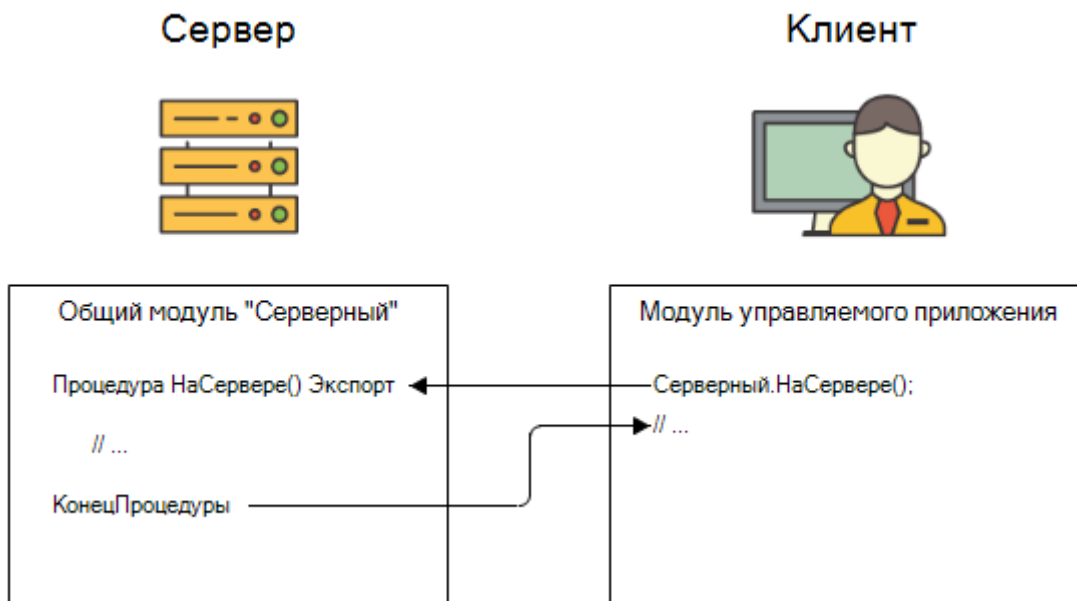 Сервер
Клиент
Общий модуль "Серверный"
Процедура НаСервере() Экспорт
// ...
КонецПроцедуры
Модуль управляемого приложения
Серверный.НаСервере();
// ...